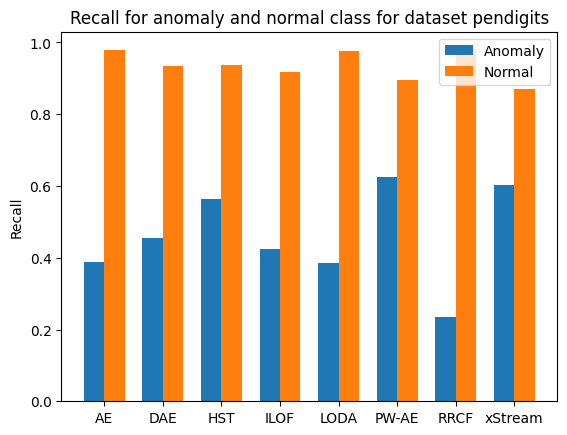 Recall for anomaly and normal class for dataset pendigits
Anomaly
Normal
Recall
1.0
0.8
0.6
0.4
0.2
0.0
AE DAE HST ILOF LODA PW-AE RRCF xStream